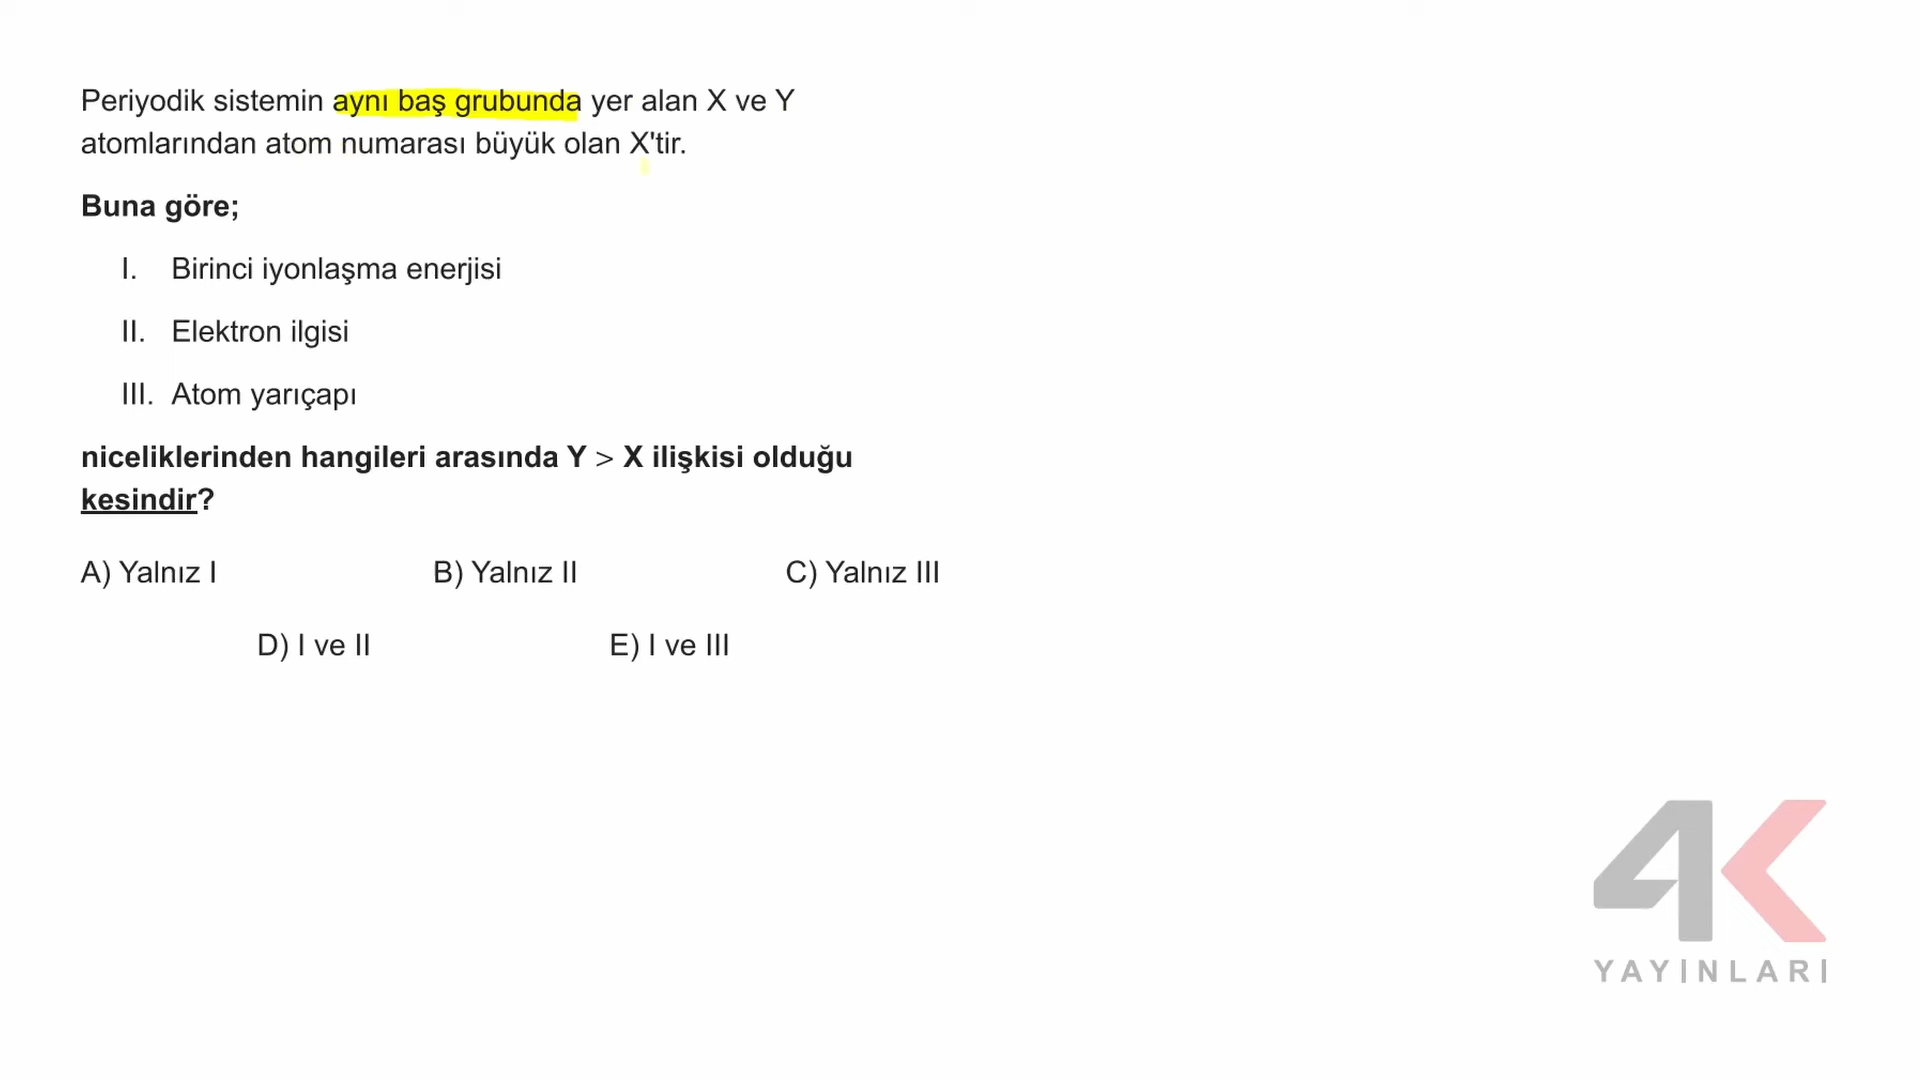 Periyodik sistemin aynı baş grubunda yer alan X ve Y
atomlarından atom numarası büyük olan X'tir.
Buna göre;
I. Birinci iyonlaşma enerjisi
II. Elektron ilgisi
III. Atom yarıçapı
niceliklerinden hangileri arasında Y > X ilişkisi olduğu
kesindir?
A) Yalnız I B) Yalnız II C) Yalnız III
D) I ve II E) I ve III
4K
YAYINLARI